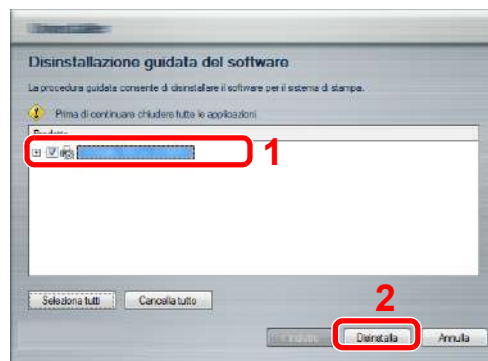 Disinstallazione guidata del software
La procedura guidata consente di disinstallare il software per il sistema di stampa.
Prima di continuare chiudere tutte le applicazioni
Prodotto
1
Seleziona tutti
Cancella tutto
2
Disinstalla
Annulla